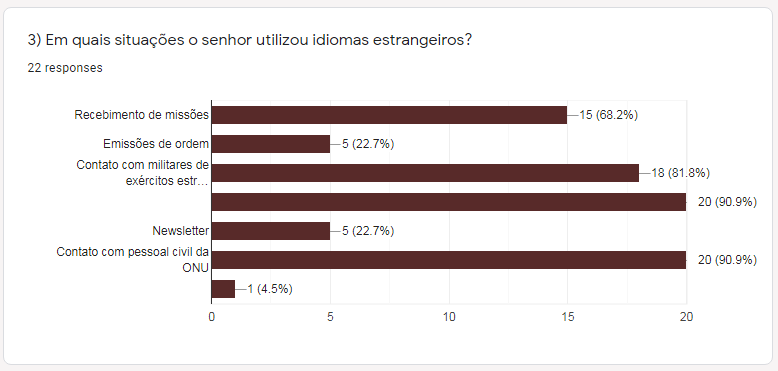 3) Em quais situações o senhor utilizou idiomas estrangeiros?
22 responses
Recebimento de missões
15 (68.2%)
Emissões de ordem
5 (22.7%)
Contato com militares de
exércitos estr…
18 (81.8%)
20 (90.9%)
Newsletter
5 (22.7%)
Contato com pessoal civil da
ONU
20 (90.9%)
1 (4.5%)
0 5 10 15 20